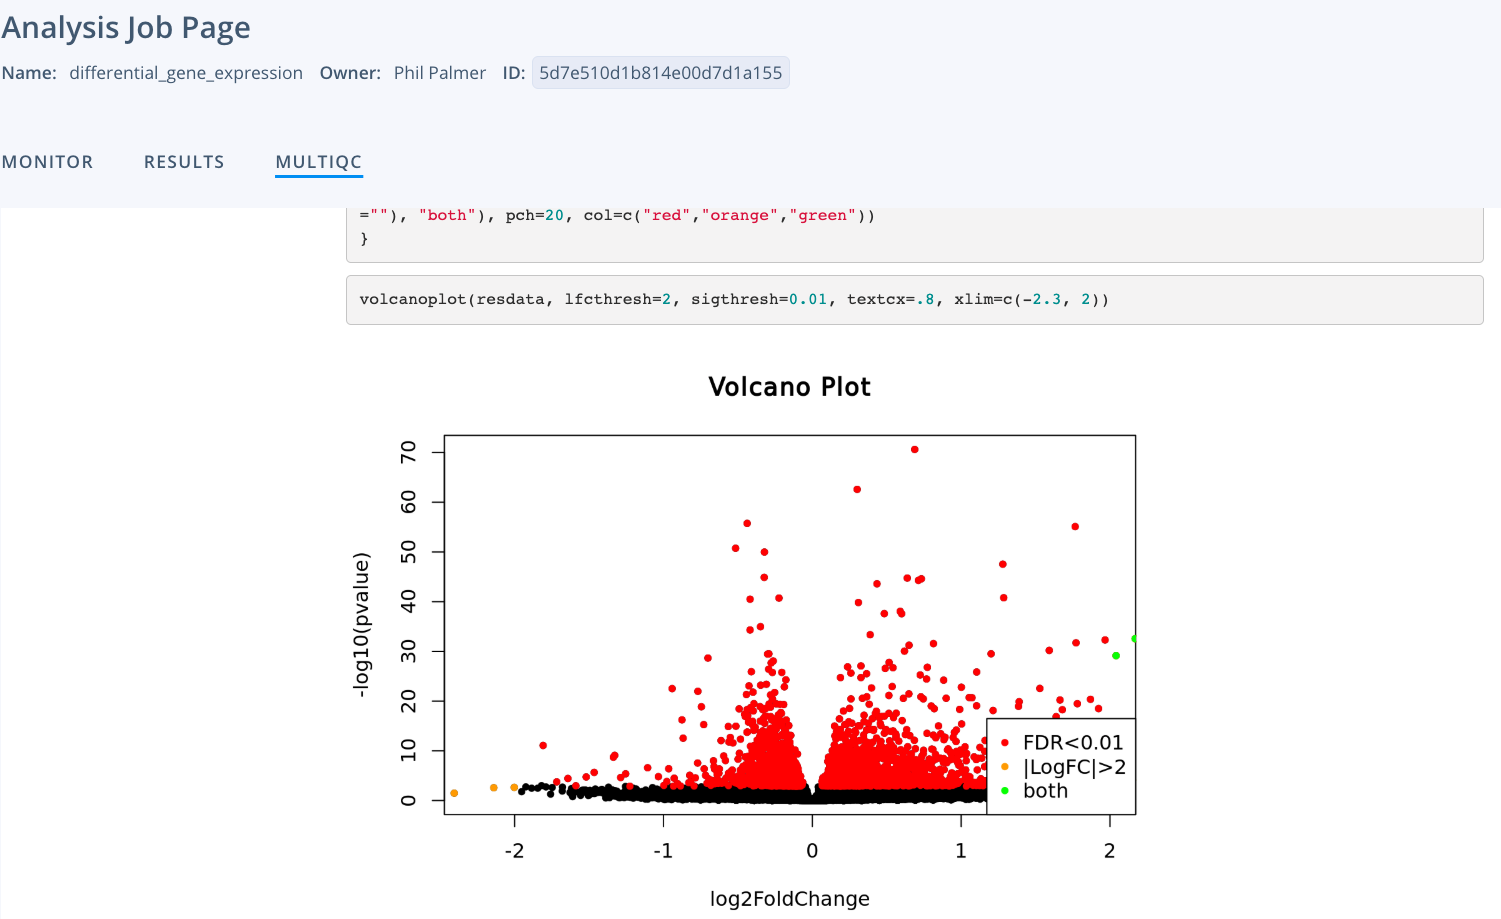 Analysis Job Page
Name: differential_gene_expression Owner: Phil Palmer ID: 5d7e510d1b814e00d7d1a155
MONITOR RESULTS MULTIQC
=""), "both"), pch=20, col=c("red","orange","green"))
}
volcanoplot(resdata, lfcthresh=2, sigthresh=0.01, textcx=.8, xlim=c(-2.3, 2))
Volcano Plot
70
60
50
40
30
20
10
0
-log10(pvalue)
FDR<0.01
|LogFC|>2
both
-2 -1 0 1 2
log2FoldChange